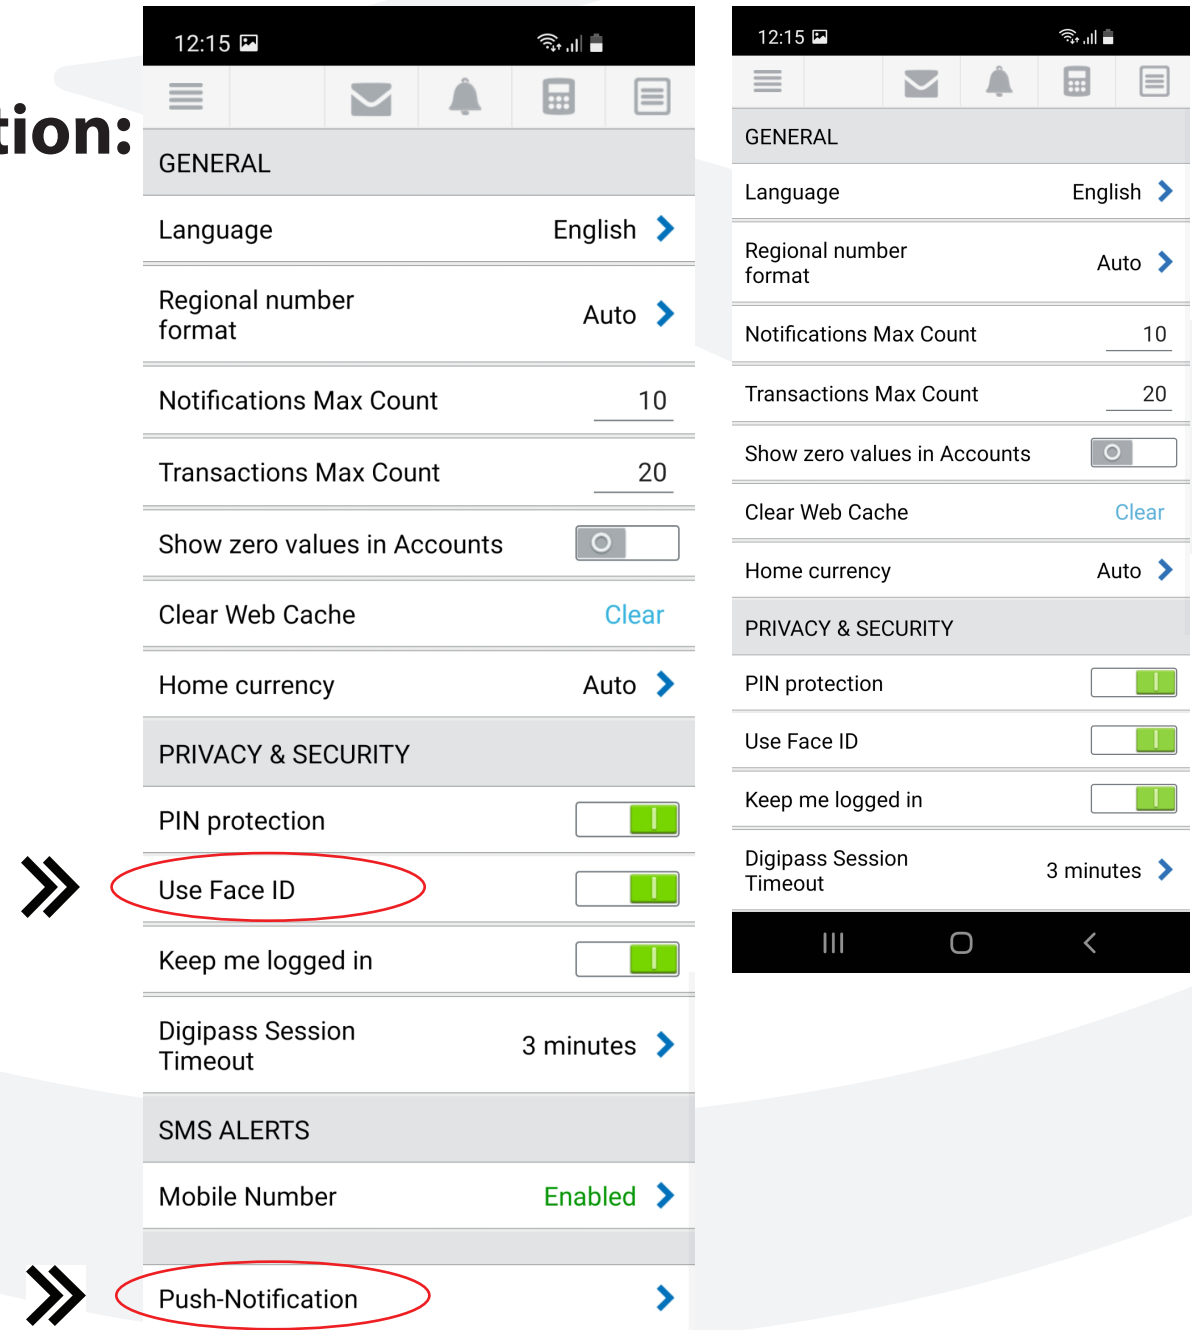 tion:
12:15
GENERAL
Language English
Regional number
format Auto
Notifications Max Count 10
Transactions Max Count 20
Show zero values in Accounts
Clear Web Cache Clear
Home currency Auto
PRIVACY & SECURITY
PIN protection
Use Face ID
Keep me logged in
Digipass Session
Timeout 3 minutes
SMS ALERTS
Mobile Number Enabled
Push-Notification
12:15
GENERAL
Language English
Regional number
format Auto
Notifications Max Count 10
Transactions Max Count 20
Show zero values in Accounts
Clear Web Cache Clear
Home currency Auto
PRIVACY & SECURITY
PIN protection
Use Face ID
Keep me logged in
Digipass Session
Timeout 3 minutes